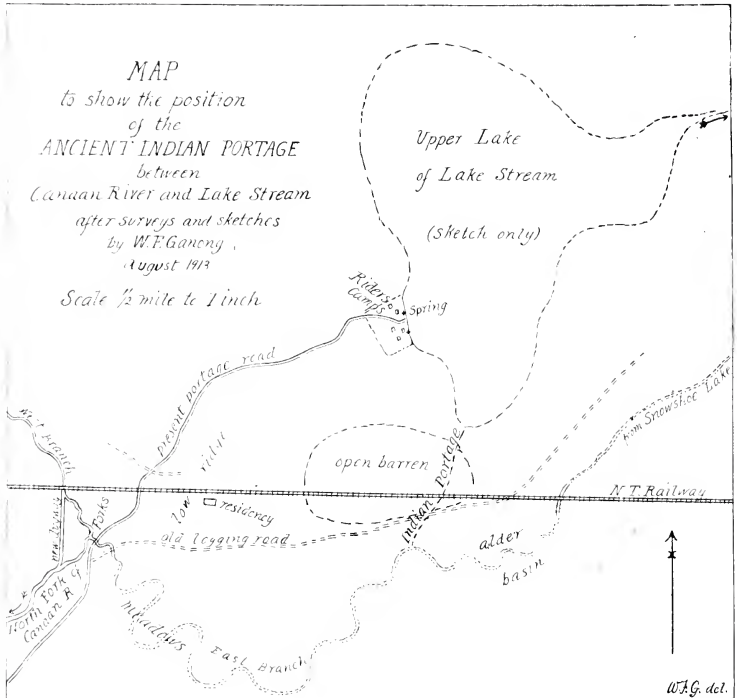 MAP
to show the position
of the
ANCIENT INDIAN PORTAGE
between
Canaan River and Lake Stream
after surveys and sketches
by W.F. Ganong,
August 1913
Scale ½ mile to 1 inch
Upper Lake
of Lake Stream
(sketch only)
Riders'
Camps
Spring
present portage road
from Snowshoe Lake
West Branch
low ridge
open barren
Indian Portage
N.T. Railway
Forks
residency
old logging road
alder
basin
North Fork of
Canaan R
meadows
East Branch
W.F.G. del.